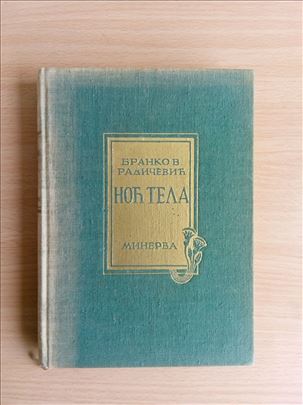 БРАНКО В
РАДИЧЕВИЋ
НОЋ ТЕЛА
МИНЕРВА